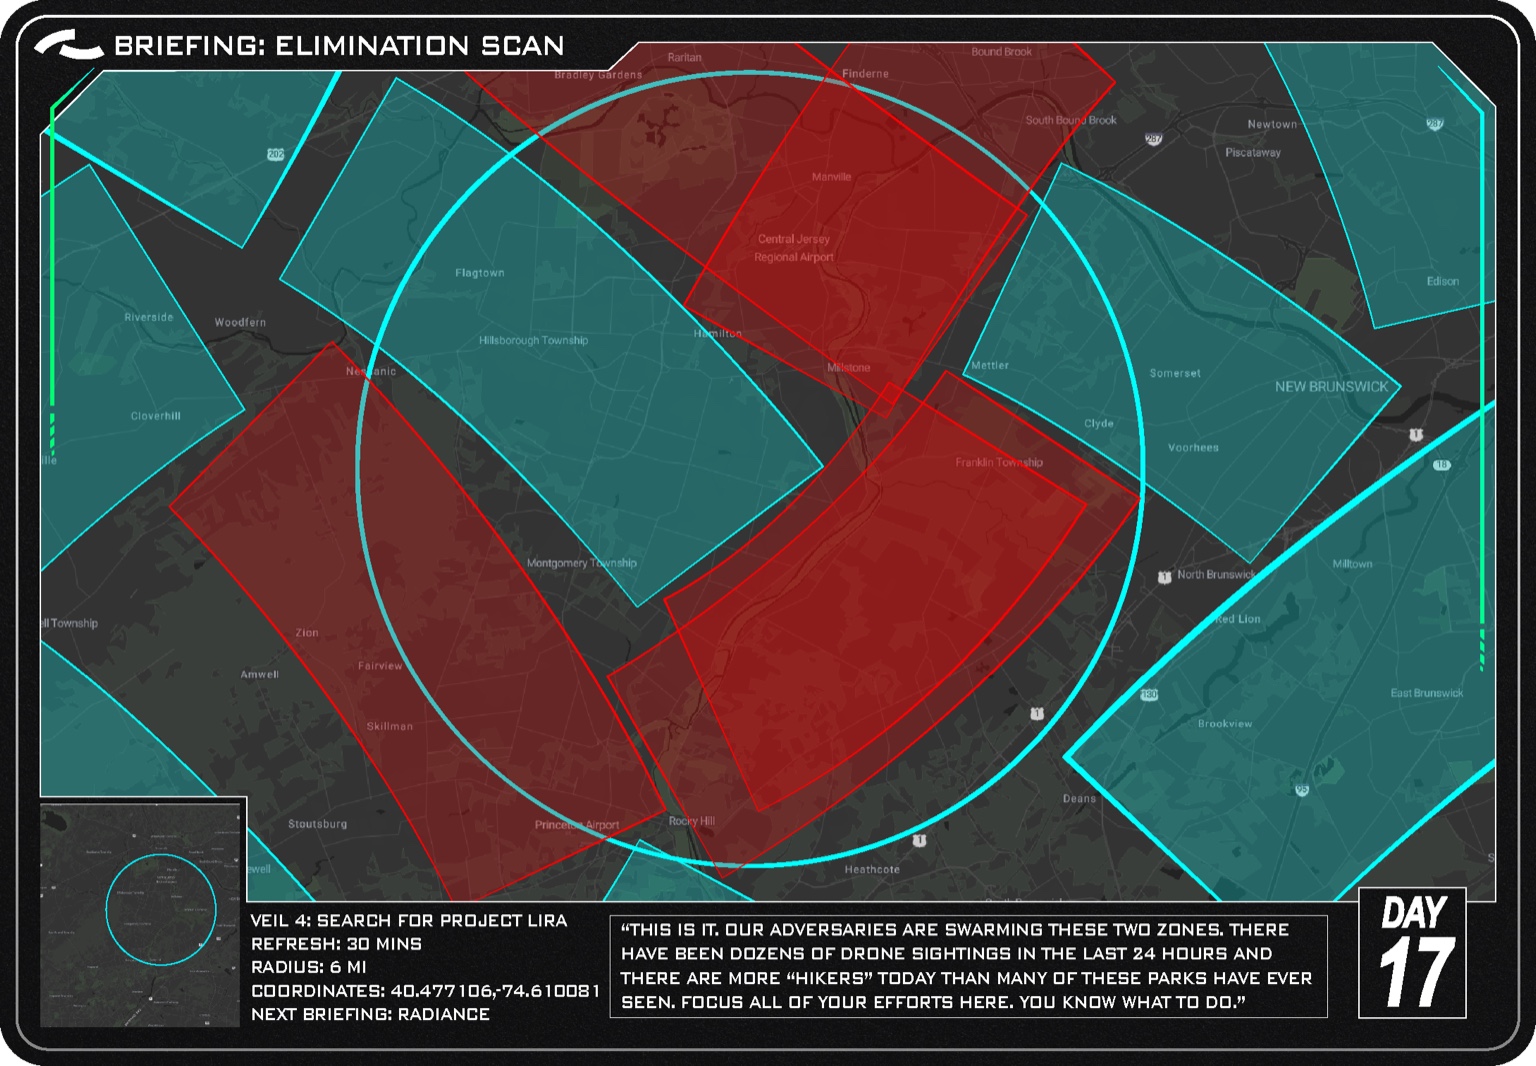 BRIEFING: ELIMINATION SCAN
Raritan
Bound Brook
Bradley Gardens
Finderne
287
South Bound Brook
Newtown
287
202
Piscataway
Manville
Central Jersey
Regional Airport
Flagtown
Edison
Riverside
Woodfern
Hamilton
Hillsborough Township
Millstone
Mettler
Neshanic
Somerset
NEW BRUNSWICK
Cloverhill
Clyde
1
Voorhees
ille
Franklin Township
18
Montgomery Township
Milltown
1
North Brunswick
ell Township
Red Lion
Zion
Fairview
Amwell
130
East Brunswick
1
Skillman
Brookview
95
Deans
Stoutsburg
Princeton Airport
Rocky Hill
1
Heathcote
S
ewell
VEIL 4: SEARCH FOR PROJECT LIRA
REFRESH: 30 MINS
RADIUS: 6 MI
COORDINATES: 40.477106,-74.610081
NEXT BRIEFING: RADIANCE
“THIS IS IT. OUR ADVERSARIES ARE SWARMING THESE TWO ZONES. THERE
HAVE BEEN DOZENS OF DRONE SIGHTINGS IN THE LAST 24 HOURS AND
THERE ARE MORE “HIKERS” TODAY THAN MANY OF THESE PARKS HAVE EVER
SEEN. FOCUS ALL OF YOUR EFFORTS HERE. YOU KNOW WHAT TO DO.”
DAY
17